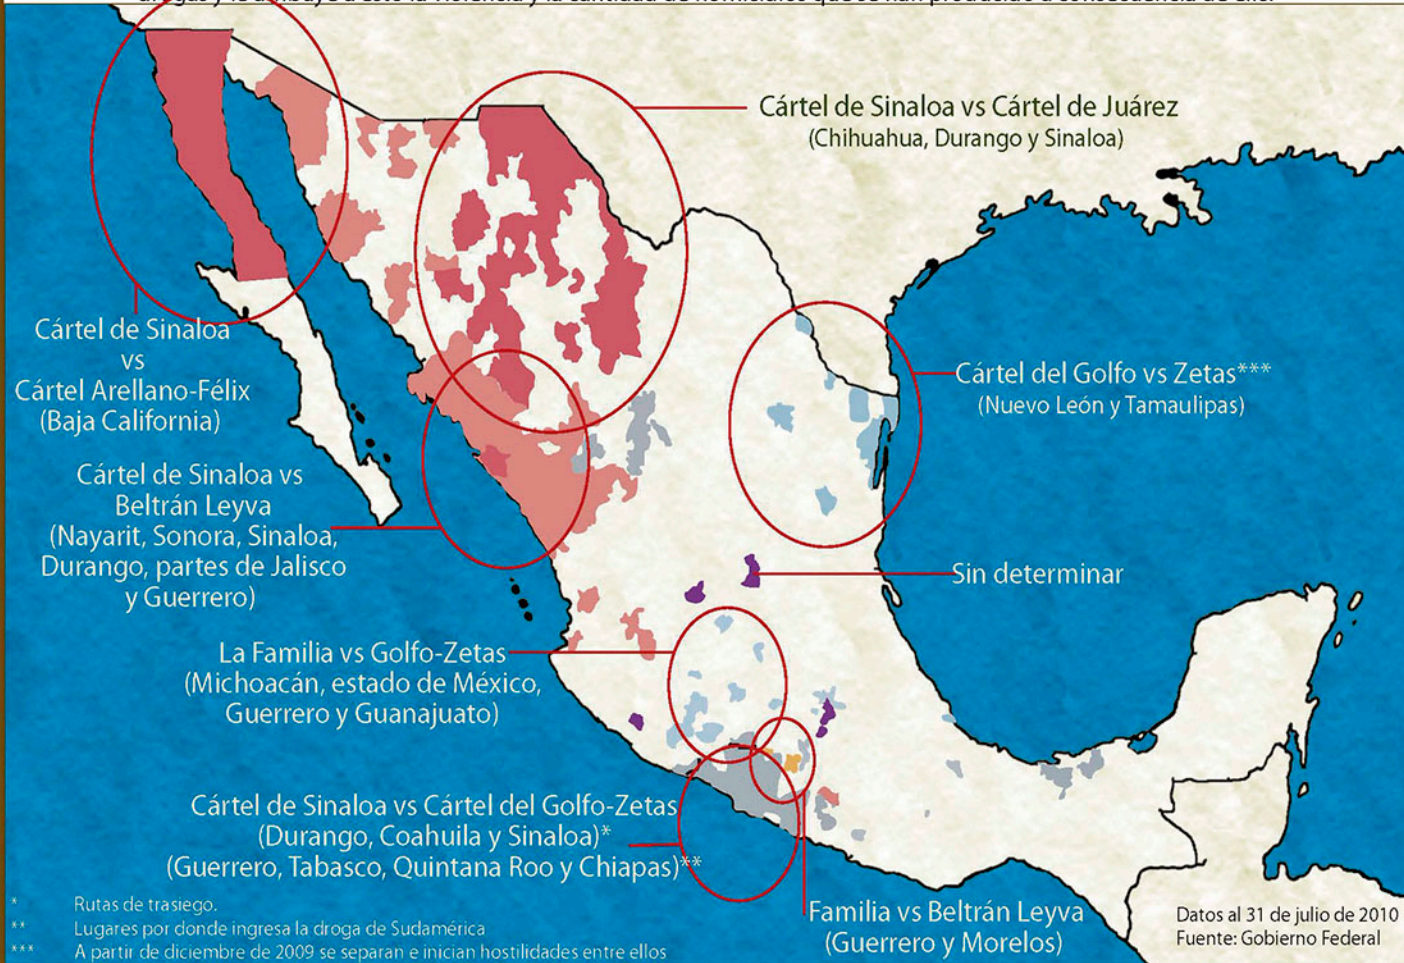 Cártel de Sinaloa vs Cártel de Juárez
(Chihuahua, Durango y Sinaloa)
Cártel de Sinaloa
vs
Cártel Arellano-Félix
(Baja California)
Cártel del Golfo vs Zetas***
(Nuevo León y Tamaulipas)
Cártel de Sinaloa vs
Beltrán Leyva
(Nayarit, Sonora, Sinaloa,
Durango, partes de Jalisco
y Guerrero)
Sin determinar
La Familia vs Golfo-Zetas
(Michoacán, estado de México,
Guerrero y Guanajuato)
Cártel de Sinaloa vs Cártel del Golfo-Zetas
(Durango, Coahuila y Sinaloa)*
(Guerrero, Tabasco, Quintana Roo y Chiapas)**
Familia vs Beltrán Leyva
(Guerrero y Morelos)
* Rutas de trasiego.
** Lugares por donde ingresa la droga de Sudamérica
*** A partir de diciembre de 2009 se separan e inician hostilidades entre ellos
Datos al 31 de julio de 2010
Fuente: Gobierno Federal